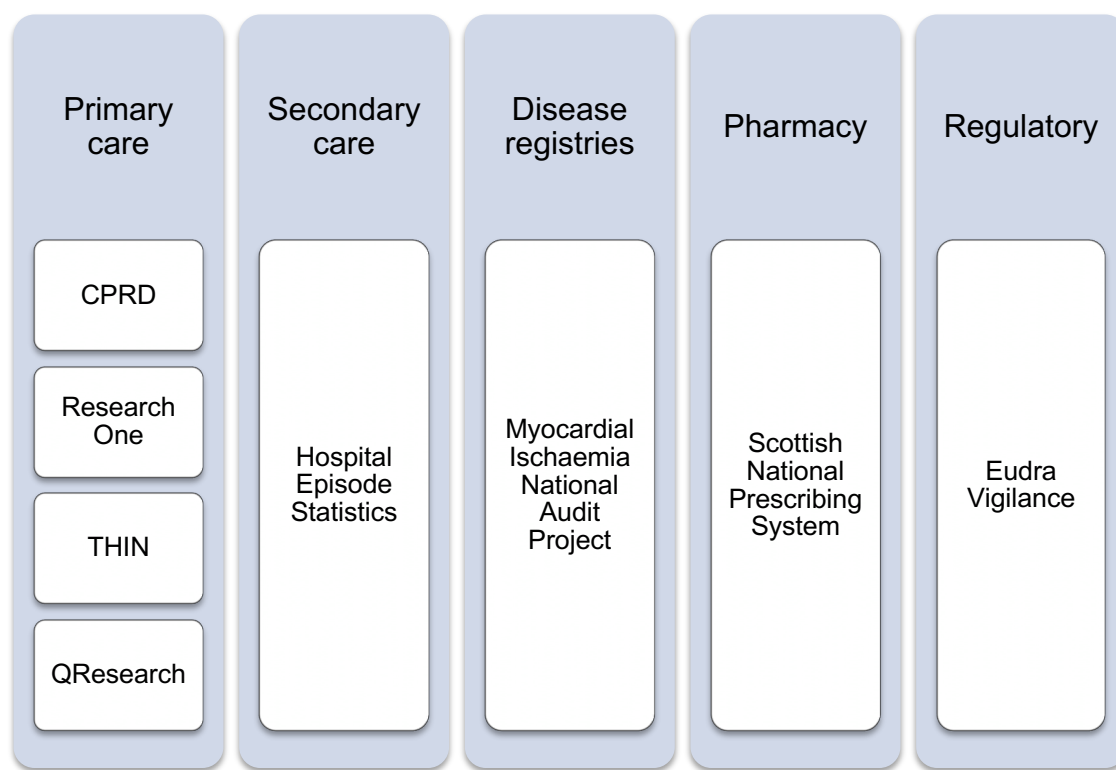 Primary
care
CPRD
Research
One
THIN
QResearch
Secondary
care
Hospital
Episode
Statistics
Disease
registries
Myocardial
Ischaemia
National
Audit
Project
Pharmacy
Scottish
National
Prescribing
System
Regulatory
Eudra
Vigilance